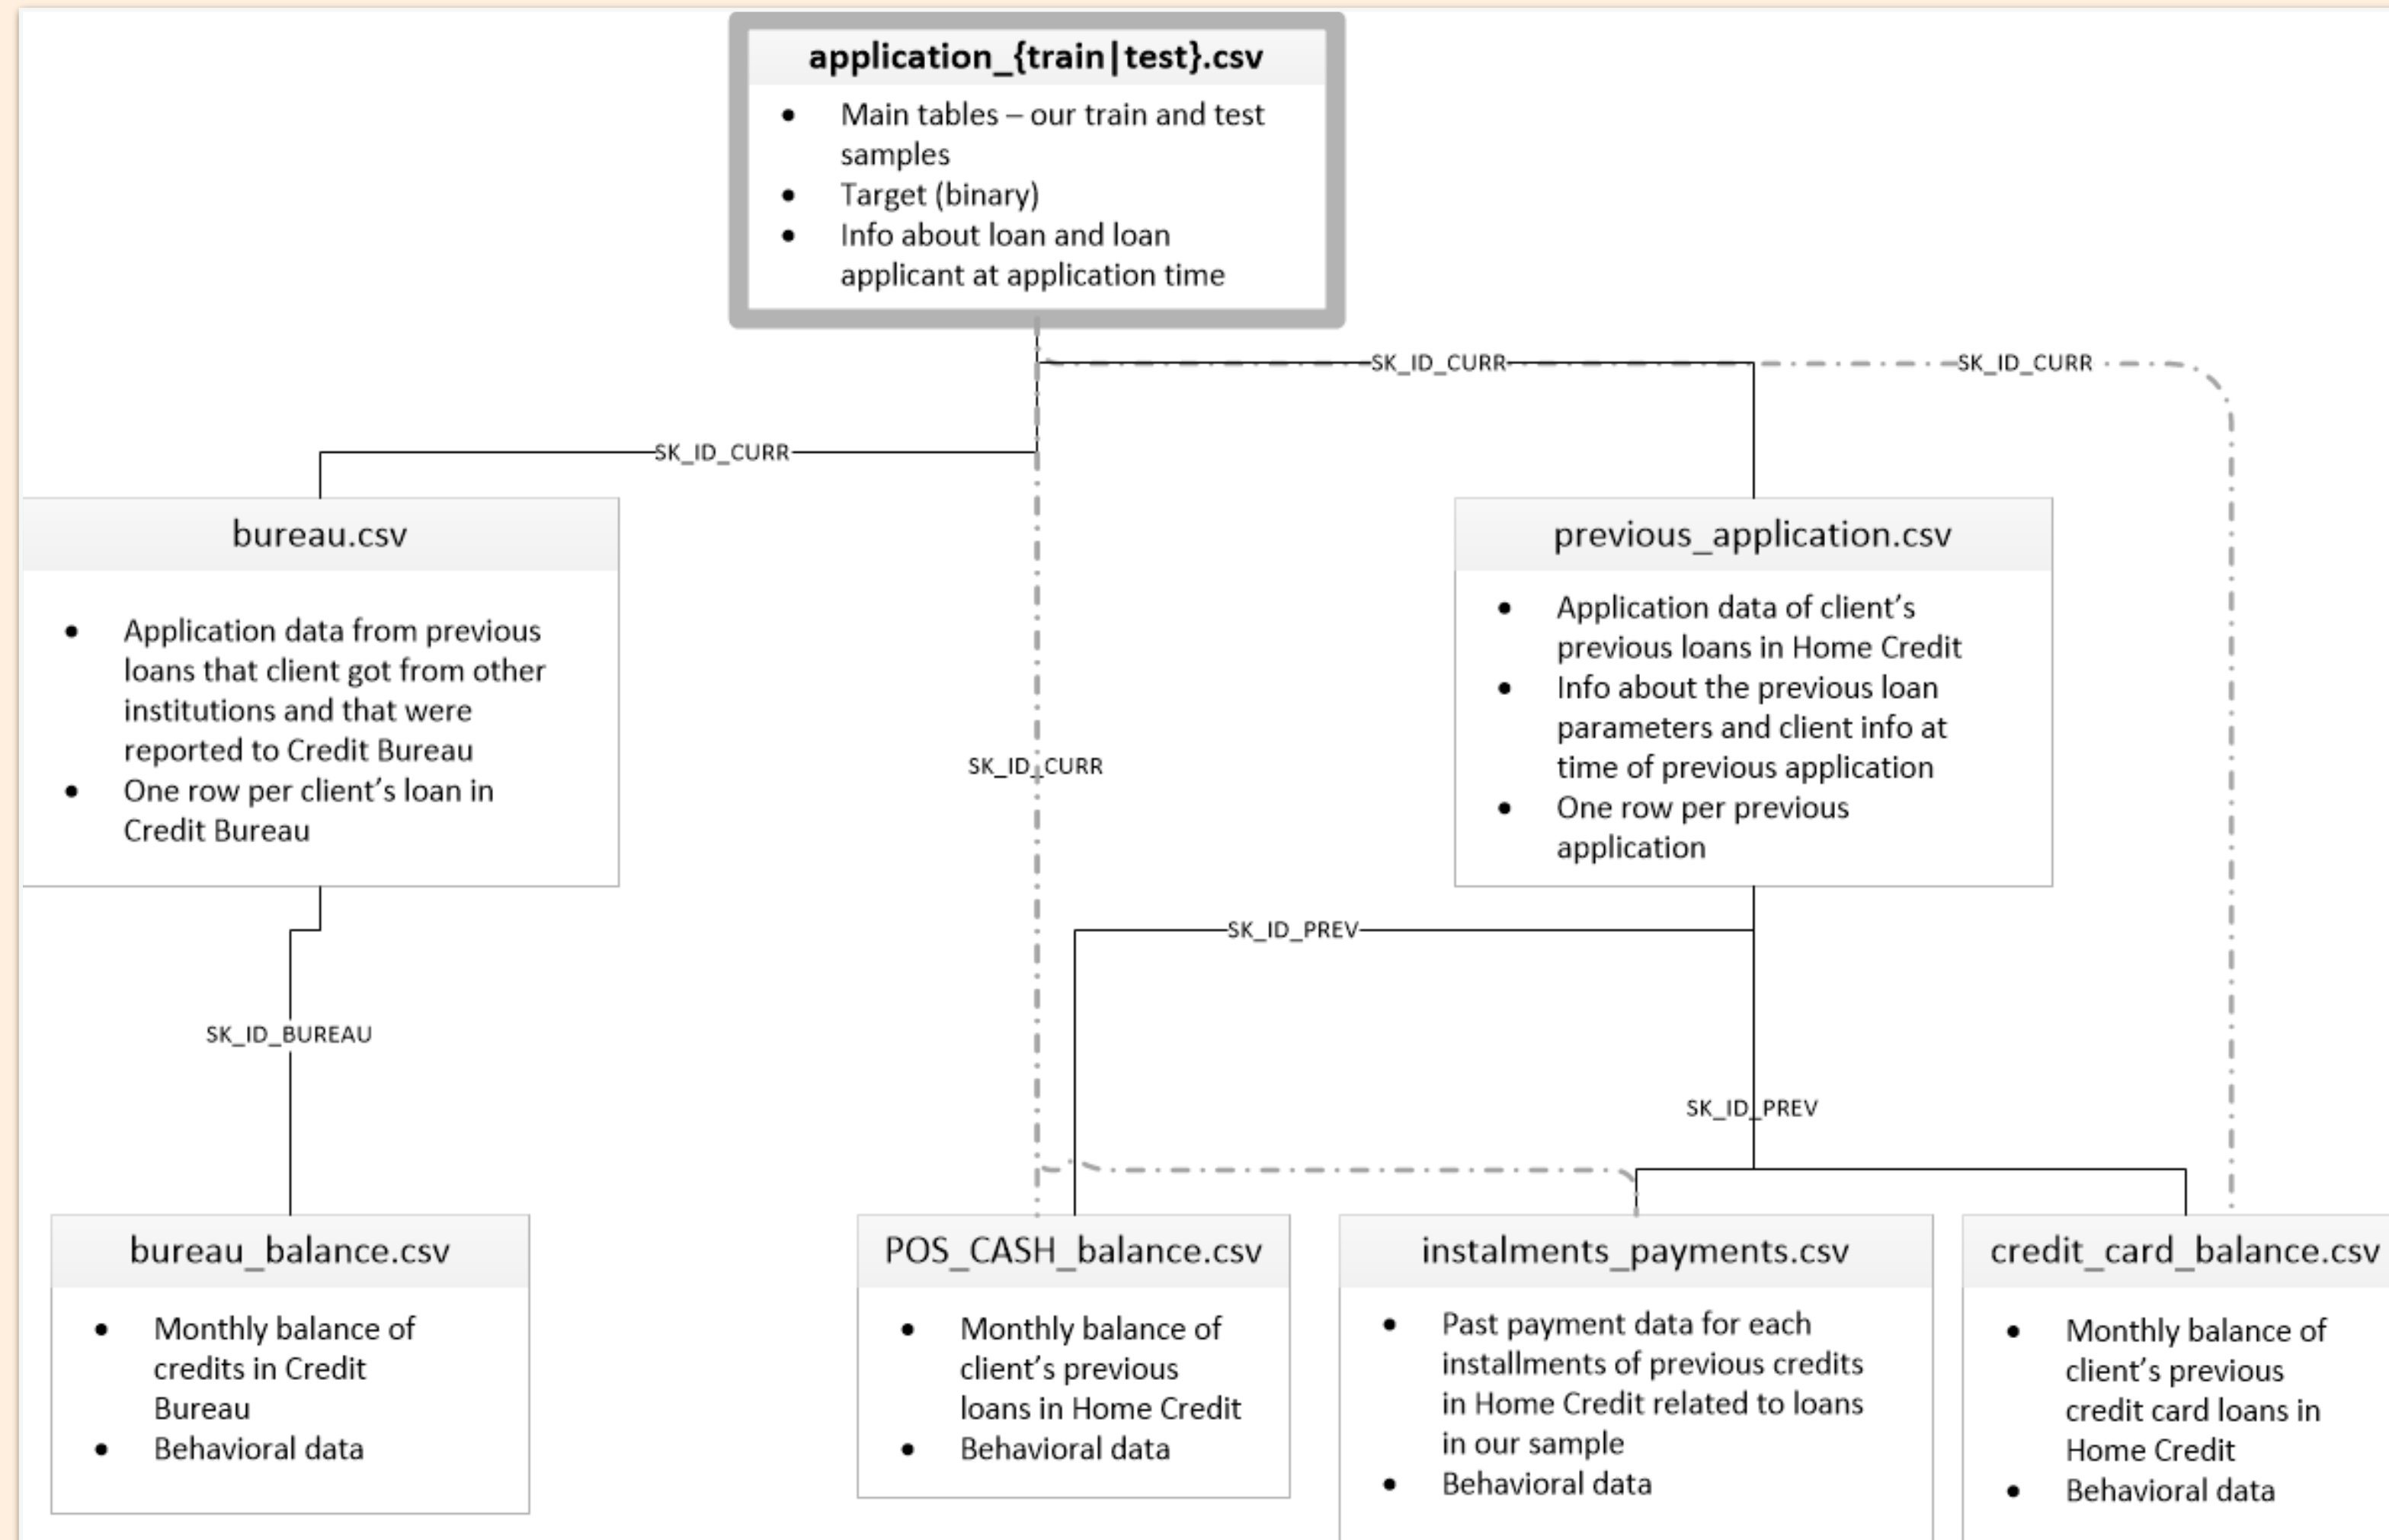 application_{train|test}.csv
• Main tables – our train and test
samples
• Target (binary)
• Info about loan and loan
applicant at application time
SK_ID_CURR
SK_ID_CURR
SK_ID_CURR
bureau.csv
• Application data from previous
loans that client got from other
institutions and that were
reported to Credit Bureau
• One row per client’s loan in
Credit Bureau
previous_application.csv
• Application data of client’s
previous loans in Home Credit
• Info about the previous loan
parameters and client info at
time of previous application
• One row per previous
application
SK_ID_CURR
SK_ID_PREV
SK_ID_BUREAU
SK_ID_PREV
bureau_balance.csv
• Monthly balance of
credits in Credit
Bureau
• Behavioral data
POS_CASH_balance.csv
• Monthly balance of
client’s previous
loans in Home Credit
• Behavioral data
instalments_payments.csv
• Past payment data for each
installments of previous credits
in Home Credit related to loans
in our sample
• Behavioral data
credit_card_balance.csv
• Monthly balance of
client’s previous
credit card loans in
Home Credit
• Behavioral data